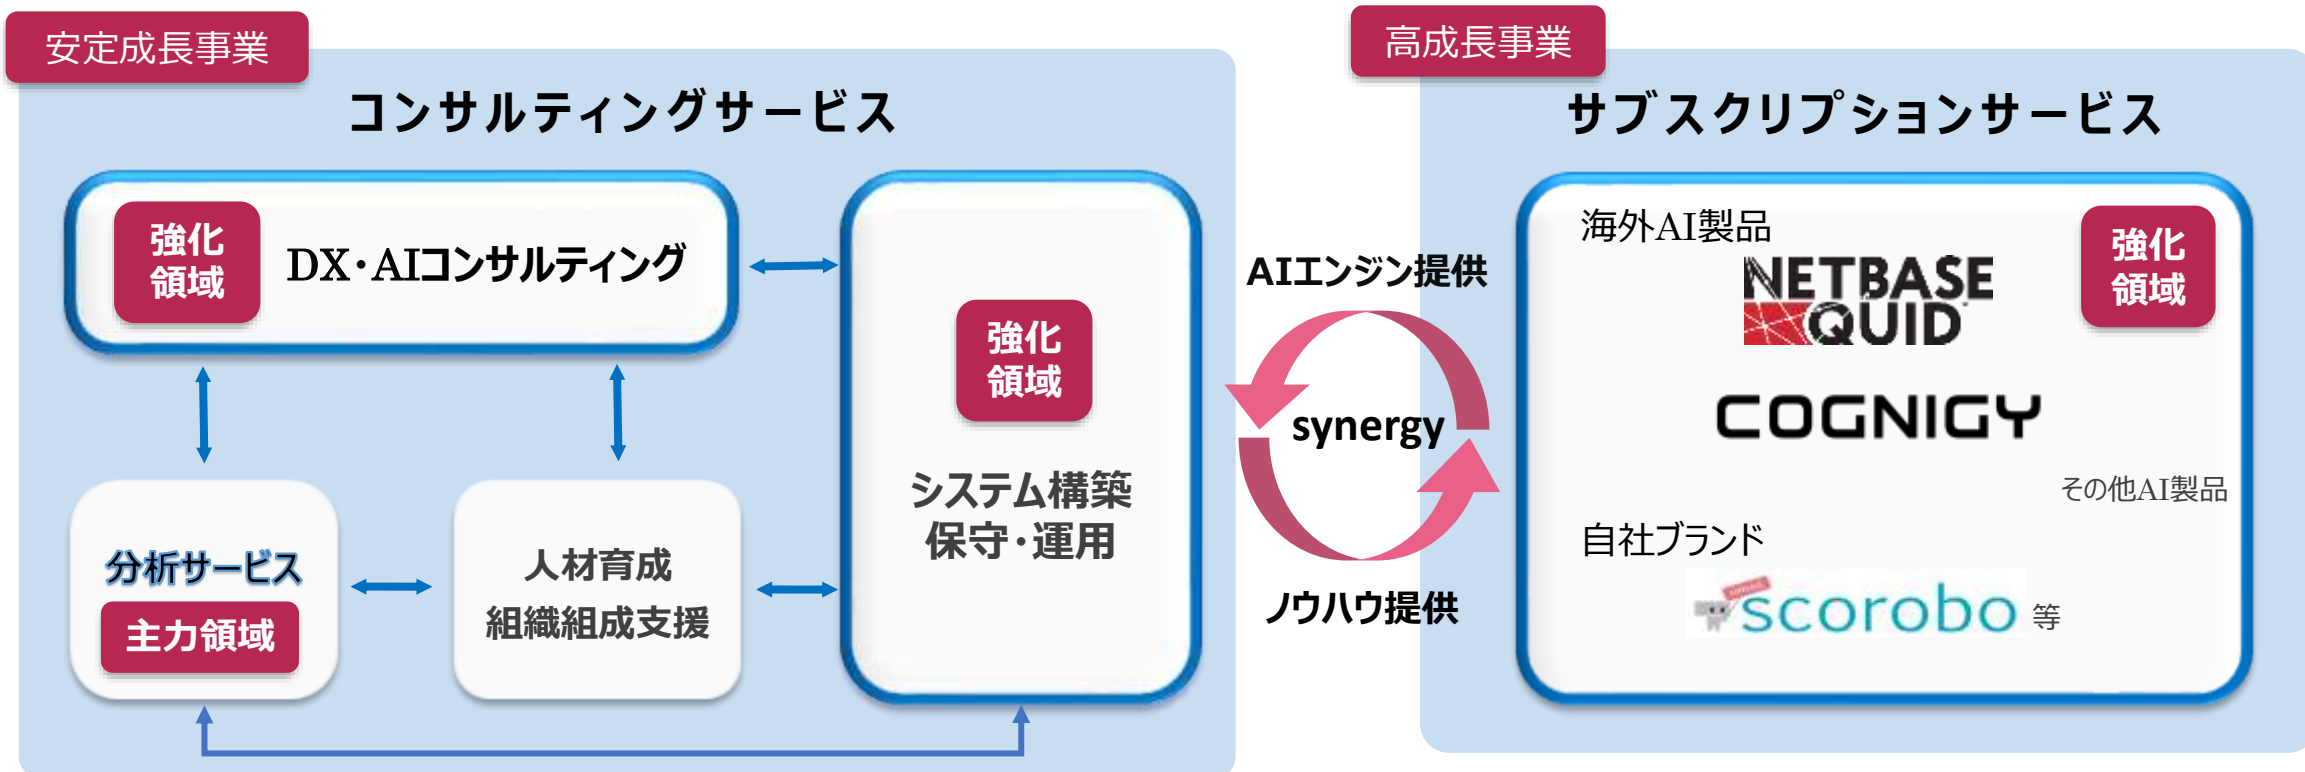 安定成長事業
コンサルティングサービス
強化
領域
DX・AIコンサルティング
強化
領域
システム構築
保守・運用
分析サービス
主力領域
人材育成
組織組成支援
AIエンジン提供
synergy
ノウハウ提供
高成長事業
サブスクリプションサービス
海外AI製品
強化
領域
NETBASE
QUID
COGNIGY
その他AI製品
自社ブランド
scorobo 等